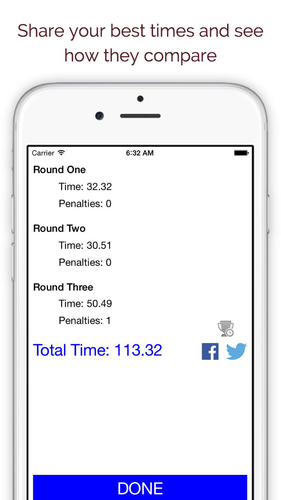 Share your best times and see
how they compare
Carrier 6:32 AM
Round One
Time: 32.32
Penalties: 0
Round Two
Time: 30.51
Penalties: 0
Round Three
Time: 50.49
Penalties: 1
Total Time: 113.32
DONE